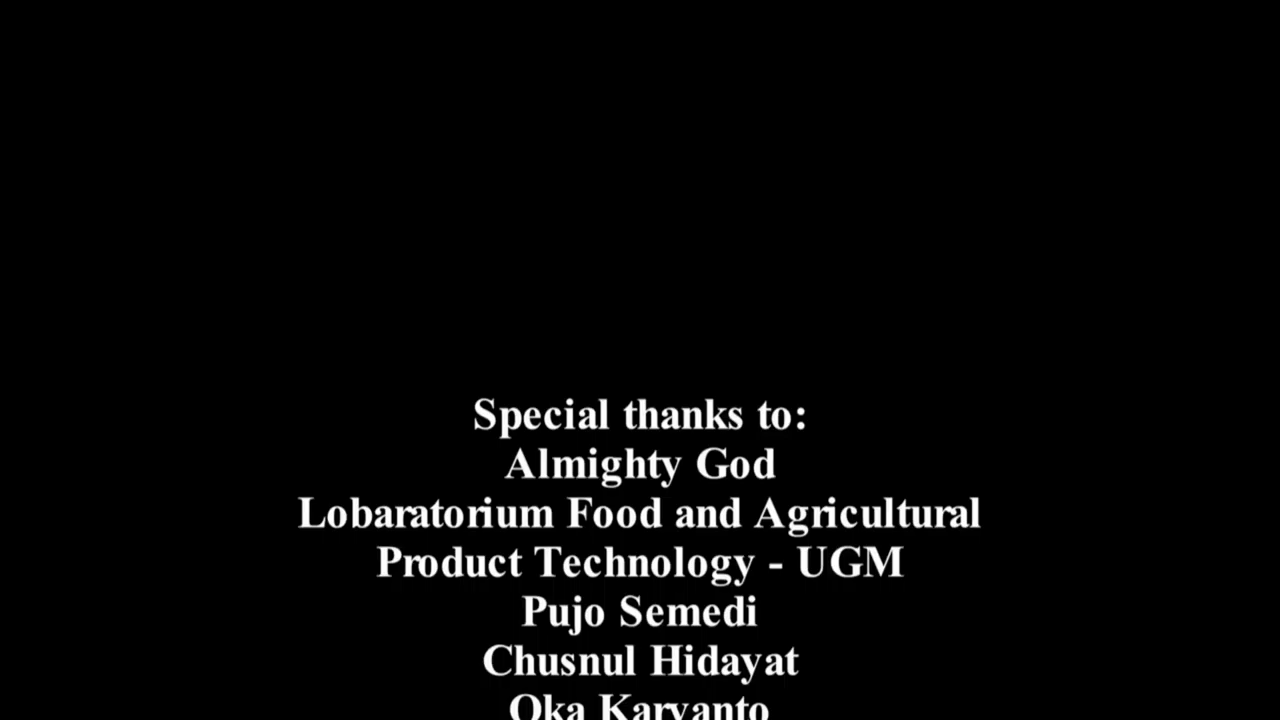 Special thanks to:
Almighty God
Lobaratorium Food and Agricultural
Product Technology - UGM
Pujo Semedi
Chusnul Hidayat
Oka Karyanto